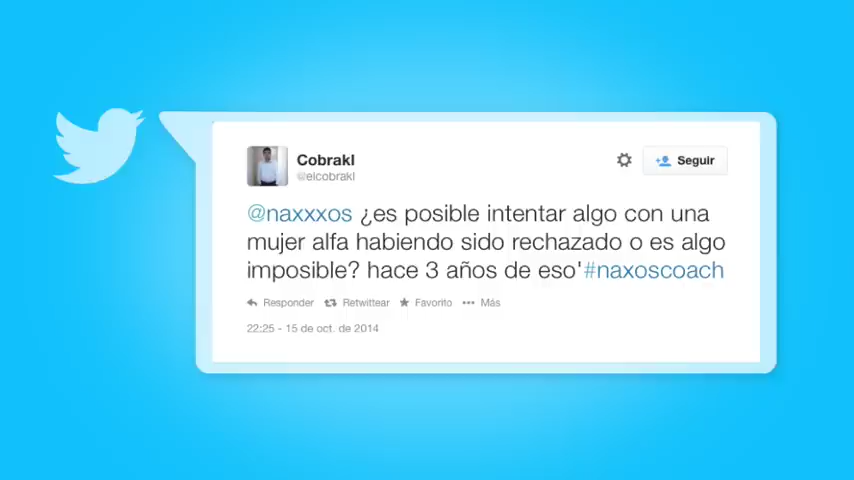 Cobrakl
@elcobrakl
Seguir
@naxxxos ¿es posible intentar algo con una
mujer alfa habiendo sido rechazado o es algo
imposible? hace 3 años de eso'#naxoscoach
Responder Retwittear Favorito Más
22:25 - 15 de oct. de 2014